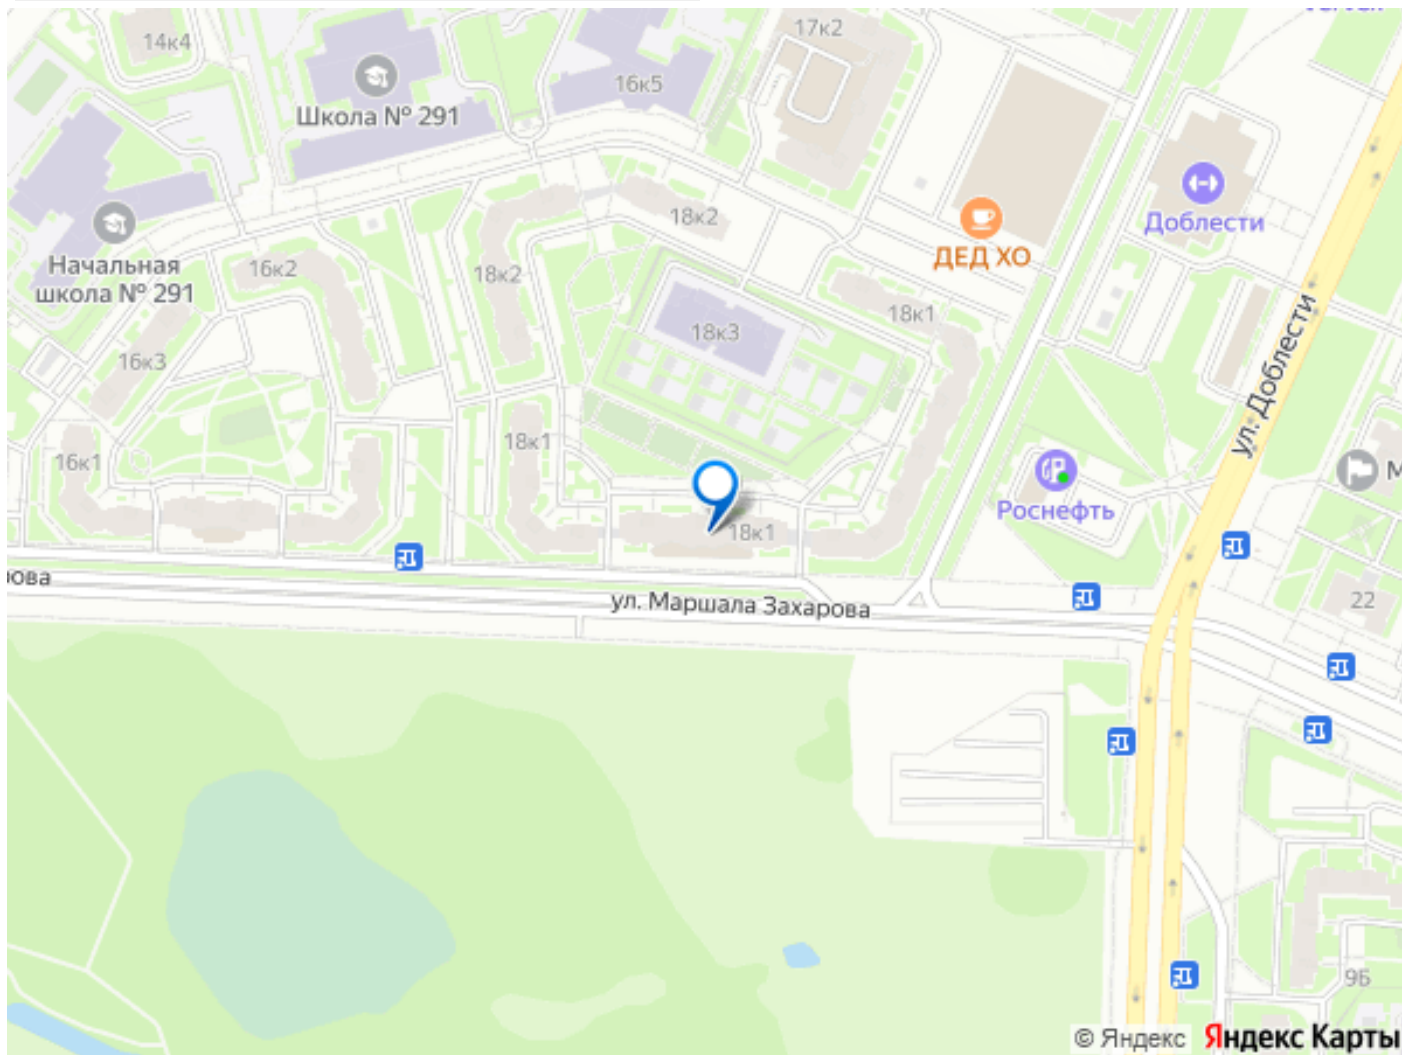 14к4
17к2
16к5
Школа № 291
18к2
Доблести
ДЕД ХО
Начальная
школа № 291
16к2
18к2
18к1
18к3
16к3
ул. Доблести
18к1
16к1
Роснефть
М
18к1
ул. Маршала Захарова
22
9Б
© Яндекс
Яндекс Карты